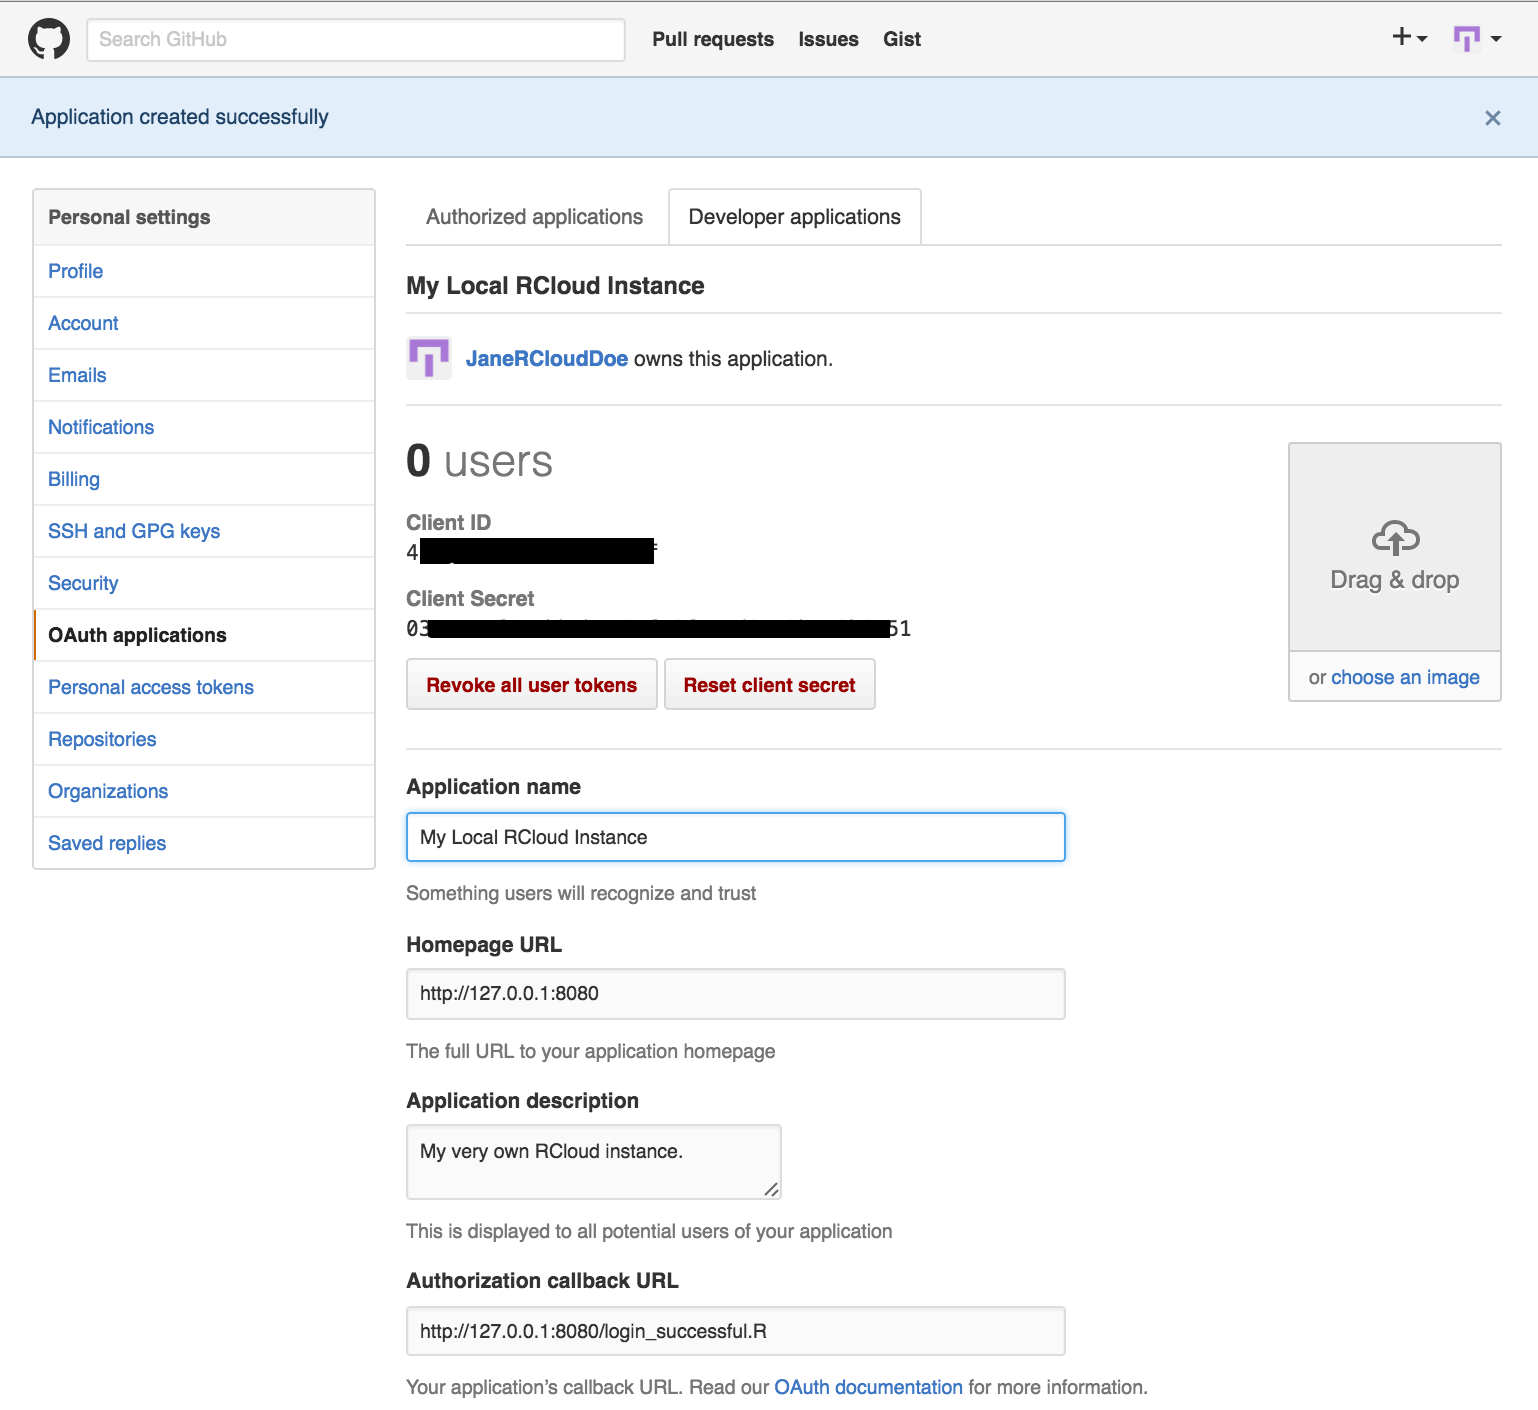 Search GitHub
Pull requests
Issues
Gist
Application created successfully
Personal settings
Profile
Account
Emails
Notifications
Billing
SSH and GPG keys
Security
OAuth applications
Personal access tokens
Repositories
Organizations
Saved replies
Authorized applications
Developer applications
My Local RCloud Instance
JaneRCloudDoe owns this application.
0 users
Client ID
4
Client Secret
03 51
Revoke all user tokens
Reset client secret
Drag & drop
or choose an image
Application name
My Local RCloud Instance
Something users will recognize and trust
Homepage URL
http://127.0.0.1:8080
The full URL to your application homepage
Application description
My very own RCloud instance.
This is displayed to all potential users of your application
Authorization callback URL
http://127.0.0.1:8080/login_successful.R
Your application's callback URL. Read our OAuth documentation for more information.